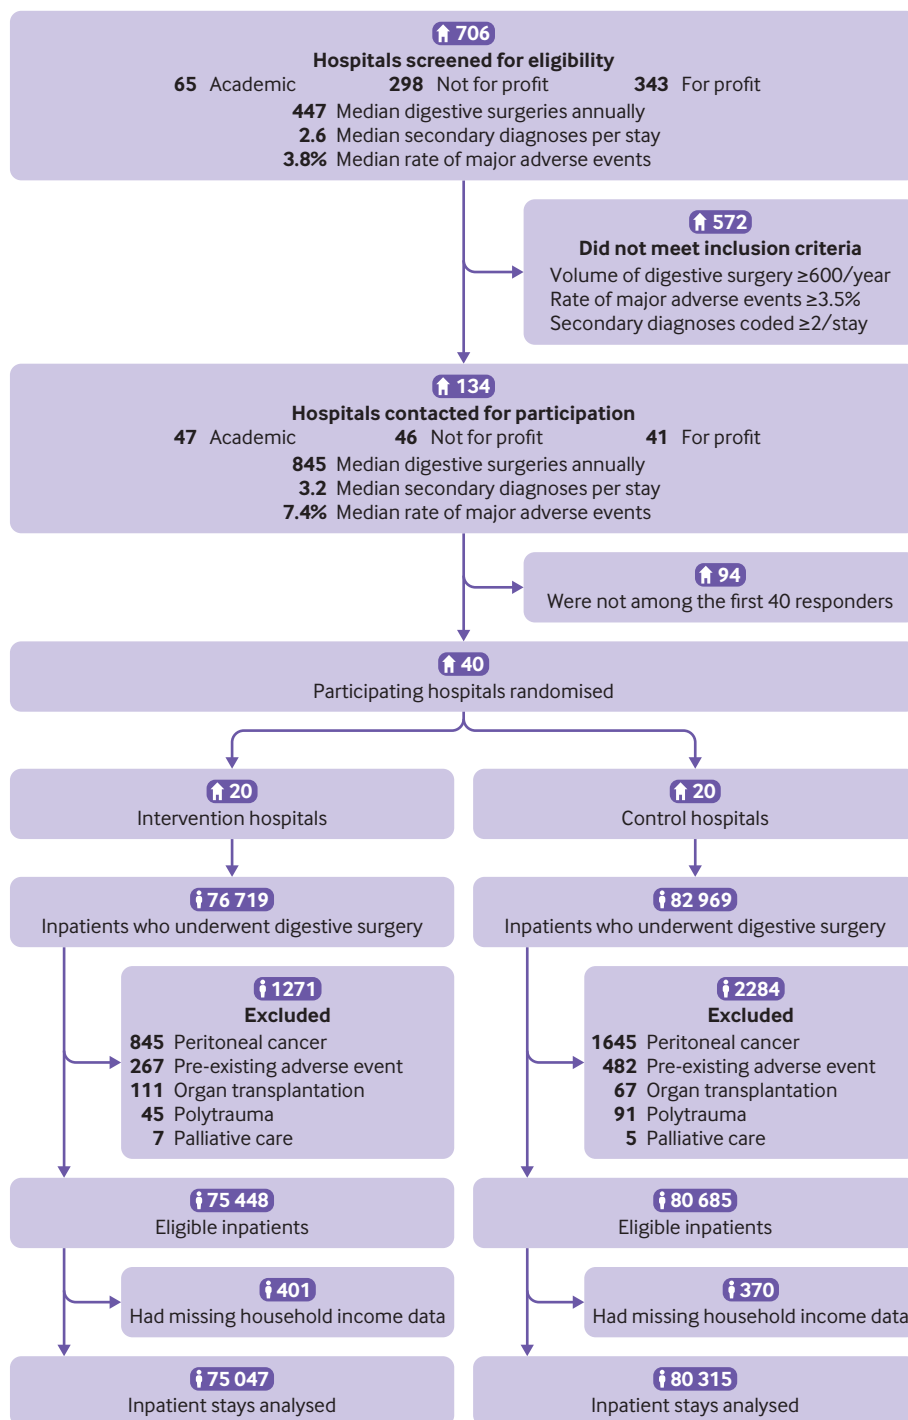 706
Hospitals screened for eligibility
65 Academic 298 Not for profit 343 For profit
447 Median digestive surgeries annually
2.6 Median secondary diagnoses per stay
3.8% Median rate of major adverse events
572
Did not meet inclusion criteria
Volume of digestive surgery ≥600/year
Rate of major adverse events ≥3.5%
Secondary diagnoses coded ≥2/stay
134
Hospitals contacted for participation
47 Academic 46 Not for profit 41 For profit
845 Median digestive surgeries annually
3.2 Median secondary diagnoses per stay
7.4% Median rate of major adverse events
94
Were not among the first 40 responders
40
Participating hospitals randomised
20
Intervention hospitals
20
Control hospitals
76 719
Inpatients who underwent digestive surgery
82 969
Inpatients who underwent digestive surgery
1271
Excluded
845 Peritoneal cancer
267 Pre-existing adverse event
111 Organ transplantation
45 Polytrauma
7 Palliative care
2284
Excluded
1645 Peritoneal cancer
482 Pre-existing adverse event
67 Organ transplantation
91 Polytrauma
5 Palliative care
75 448
Eligible inpatients
80 685
Eligible inpatients
401
Had missing household income data
370
Had missing household income data
75 047
Inpatient stays analysed
80 315
Inpatient stays analysed